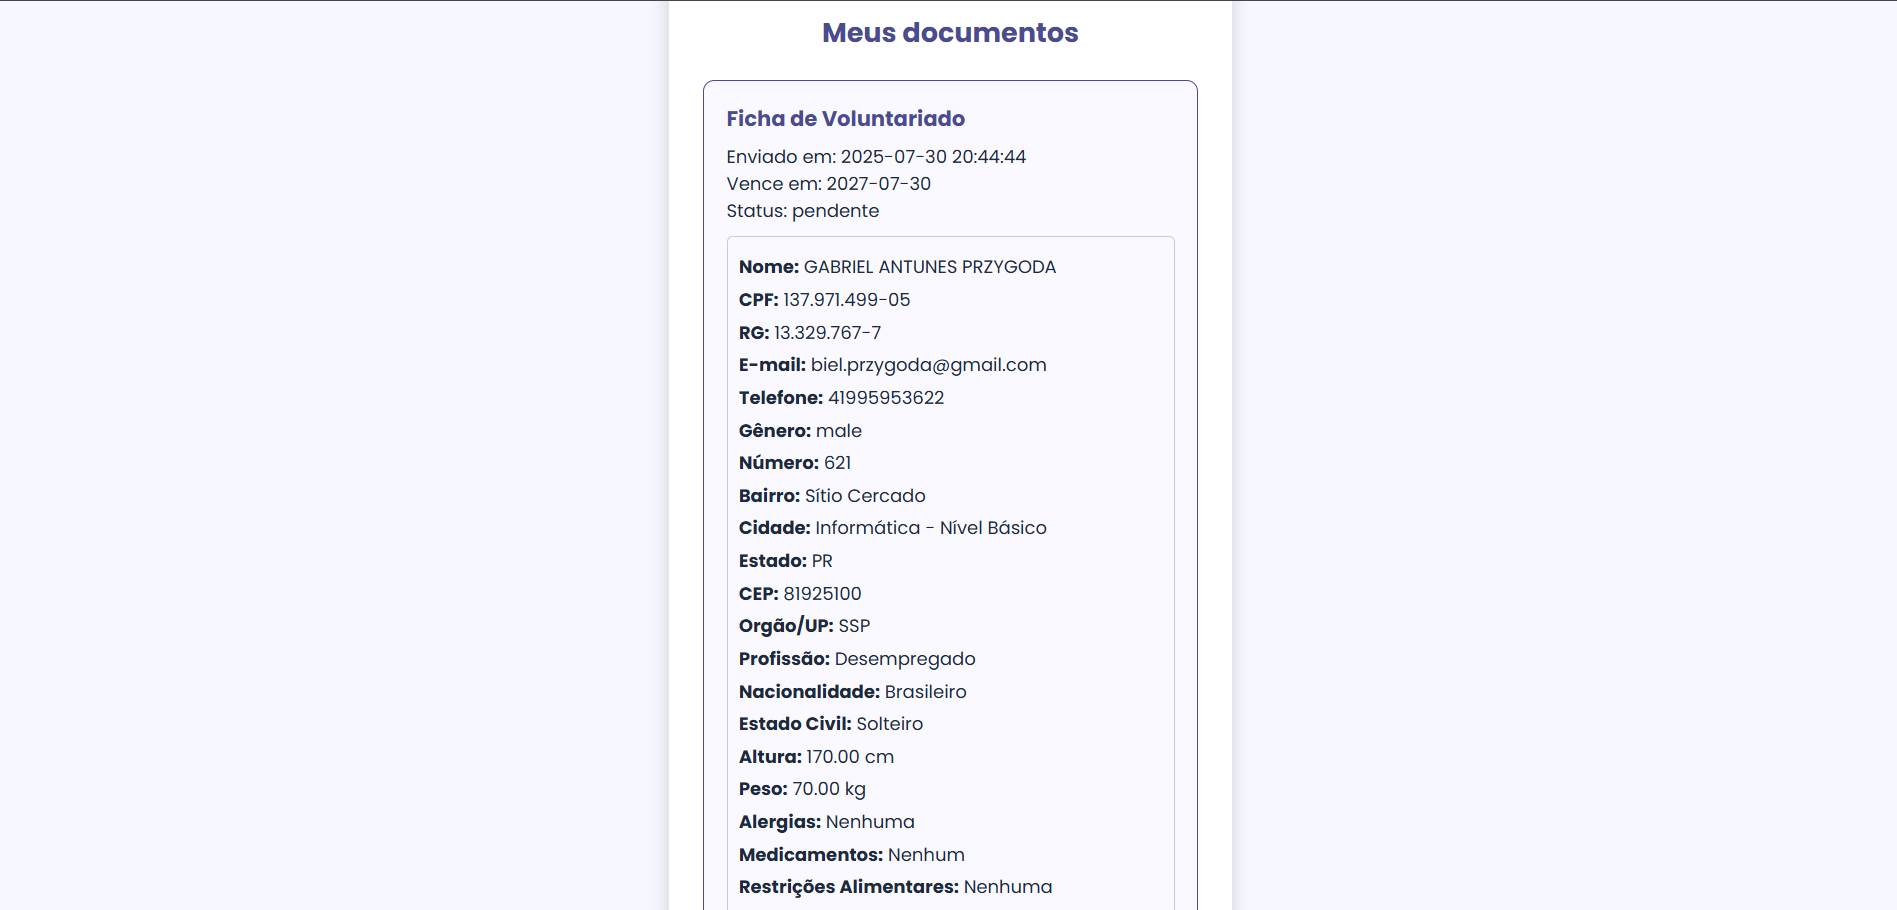 Meus documentos
Ficha de Voluntariado
Enviado em: 2025-07-30 20:44:44
Vence em: 2027-07-30
Status: pendente
Nome: GABRIEL ANTUNES PRZYGODA
CPF: 137.971.499-05
RG: 13.329.767-7
E-mail: biel.przygoda@gmail.com
Telefone: 41995953622
Gênero: male
Número: 621
Bairro: Sítio Cercado
Cidade: Informática - Nível Básico
Estado: PR
CEP: 81925100
Orgão/UP: SSP
Profissão: Desempregado
Nacionalidade: Brasileiro
Estado Civil: Solteiro
Altura: 170.00 cm
Peso: 70.00 kg
Alergias: Nenhuma
Medicamentos: Nenhum
Restrições Alimentares: Nenhuma